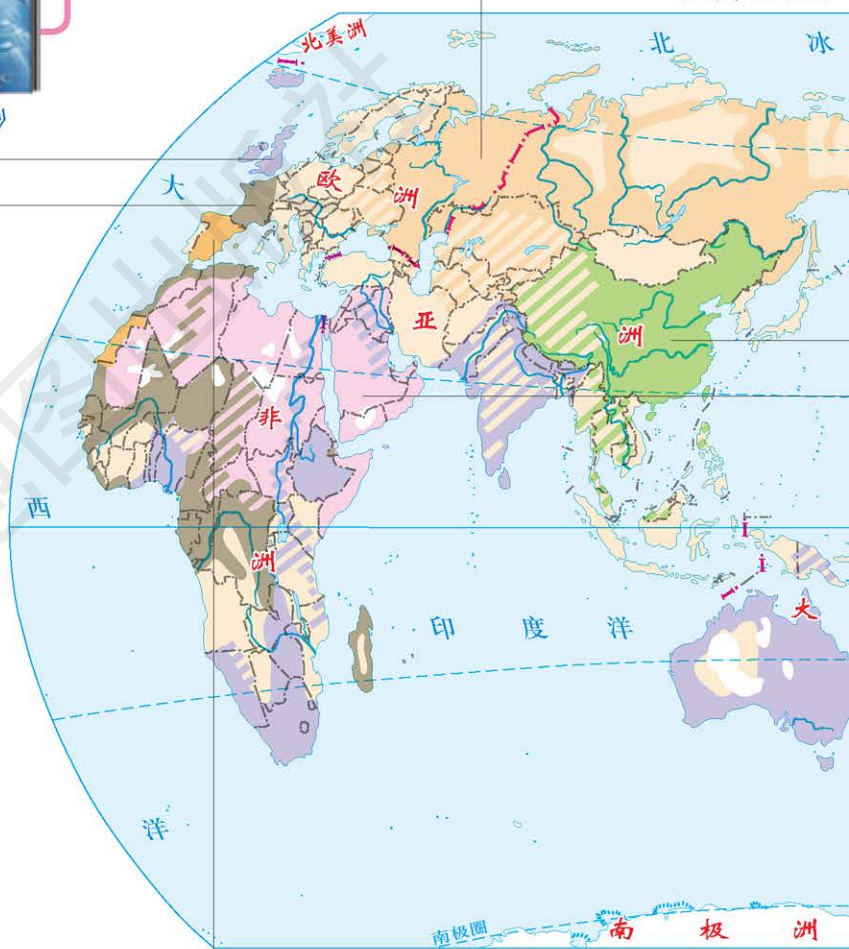 北美洲
北 冰
大
欧 洲
亚 洲
非
西
洲
印 度 洋
大
洋
南极圈
南 极 洲